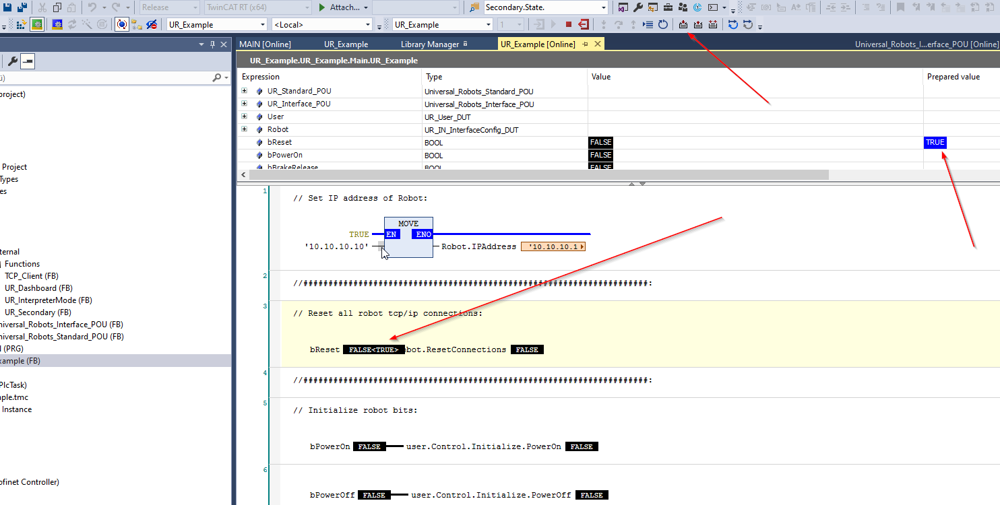 Release TwinCAT RT (x64) Attach... Secondary.State.
UR_Example <Local> UR_Example 1
MAIN [Online] UR_Example Library Manager UR_Example [Online] Universal_Robots_I...erface_POU [Online]
UR_Example.UR_Example.Main.UR_Example
Expression Type Value Prepared value
UR_Standard_POU Universal_Robots_Standard_POU
UR_Interface_POU Universal_Robots_Interface_POU
User UR_User_DUT
Robot UR_IN_InterfaceConfig_DUT
bReset BOOL FALSE TRUE
bPowerOn BOOL FALSE
bBrakeRelease BOOL FALSE
ü)
project)
Project
Types
es
ternal
Functions
TCP_Client (FB)
UR_Dashboard (FB)
UR_InterpreterMode (FB)
UR_Secondary (FB)
niversal_Robots_Interface_POU (FB)
niversal_Robots_Standard_POU (FB)
I (PRG)
xample (FB)
PlcTask)
mple.tmc
Instance
ofinet Controller)
1
// Set IP address of Robot:
MOVE
TRUE EN ENO
'10.10.10.10' Robot.IPAddress '10.10.10.1
2
//######################################################################:
3
// Reset all robot tcp/ip connections:
bReset FALSE<TRUE> obot.ResetConnections FALSE
4
//######################################################################:
5
// Initialize robot bits:
bPowerOn FALSE user.Control.Initialize.PowerOn FALSE
6
bPowerOff FALSE user.Control.Initialize.PowerOff FALSE